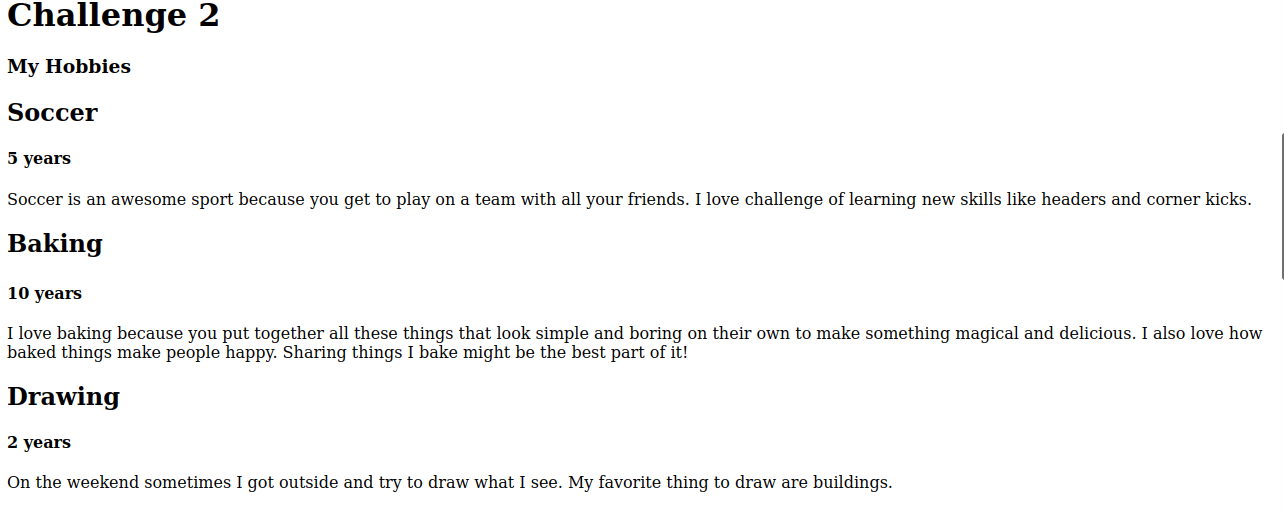 Challenge 2
My Hobbies
Soccer
5 years
Soccer is an awesome sport because you get to play on a team with all your friends. I love challenge of learning new skills like headers and corner kicks.
Baking
10 years
I love baking because you put together all these things that look simple and boring on their own to make something magical and delicious. I also love how
baked things make people happy. Sharing things I bake might be the best part of it!
Drawing
2 years
On the weekend sometimes I got outside and try to draw what I see. My favorite thing to draw are buildings.